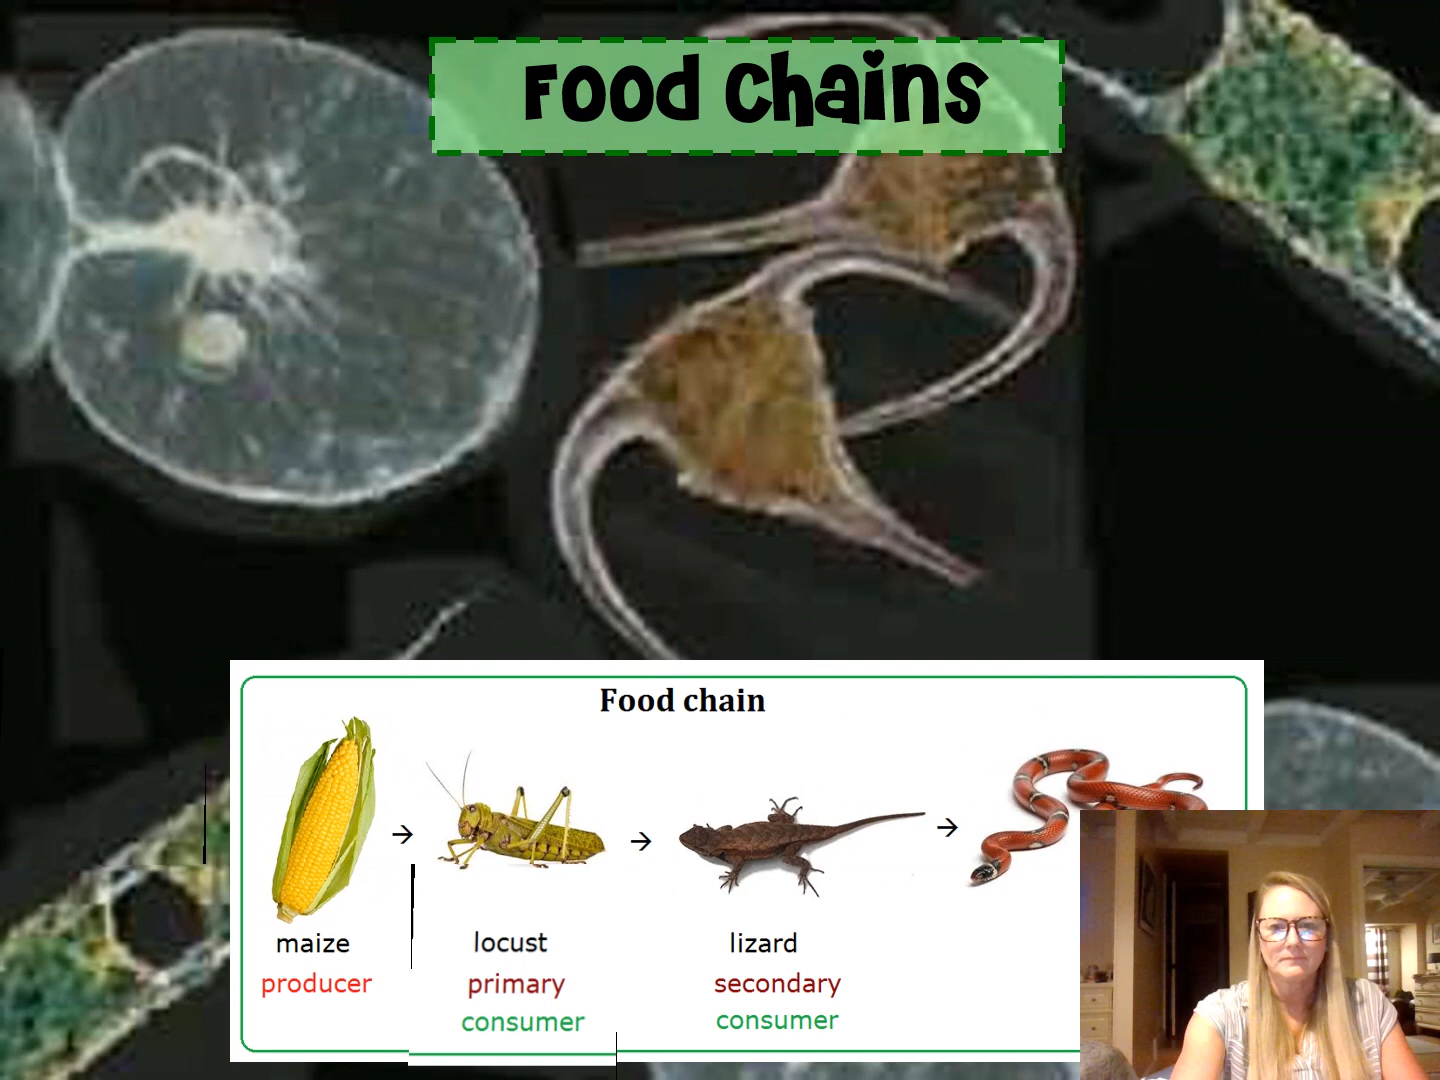 Food Chains
Food chain
maize
producer
locust
primary
consumer
lizard
secondary
consumer